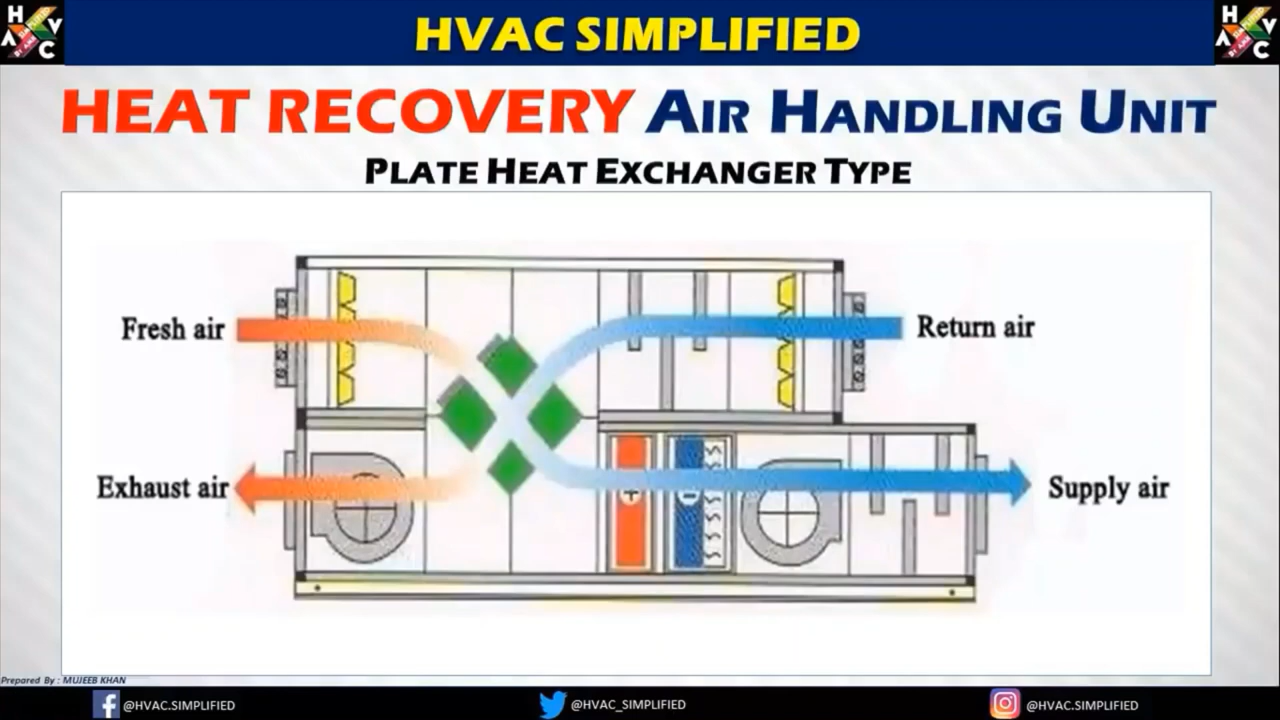 HVAC SIMPLIFIED
HEAT RECOVERY AIR HANDLING UNIT
PLATE HEAT EXCHANGER TYPE
Fresh air
Return air
Exhaust air
Supply air
+
Prepared By : MUJEEB KHAN
@HVAC.SIMPLIFIED
@HVAC_SIMPLIFIED
@HVAC.SIMPLIFIED
H V A C
H V A C